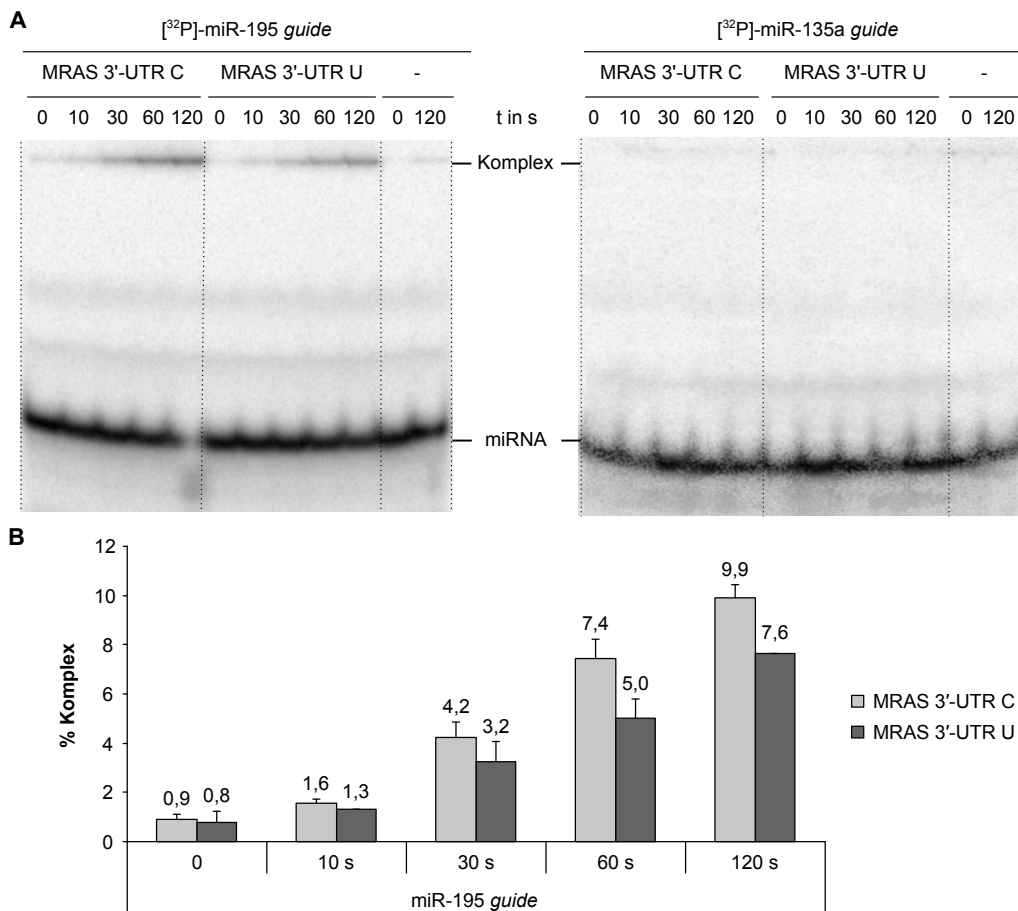 A
[³²P]-miR-195 guide
[³²P]-miR-135a guide
MRAS 3'-UTR C MRAS 3'-UTR U -
MRAS 3'-UTR C MRAS 3'-UTR U -
0 10 30 60 120 0 10 30 60 120 0 120
t in s
0 10 30 60 120 0 10 30 60 120 0 120
Komplex
miRNA
B
% Komplex
12
10
8
6
4
2
0
0,9 0,8
1,6 1,3
4,2 3,2
7,4 5,0
9,9 7,6
0 10 s 30 s 60 s 120 s
miR-195 guide
MRAS 3′-UTR C
MRAS 3′-UTR U